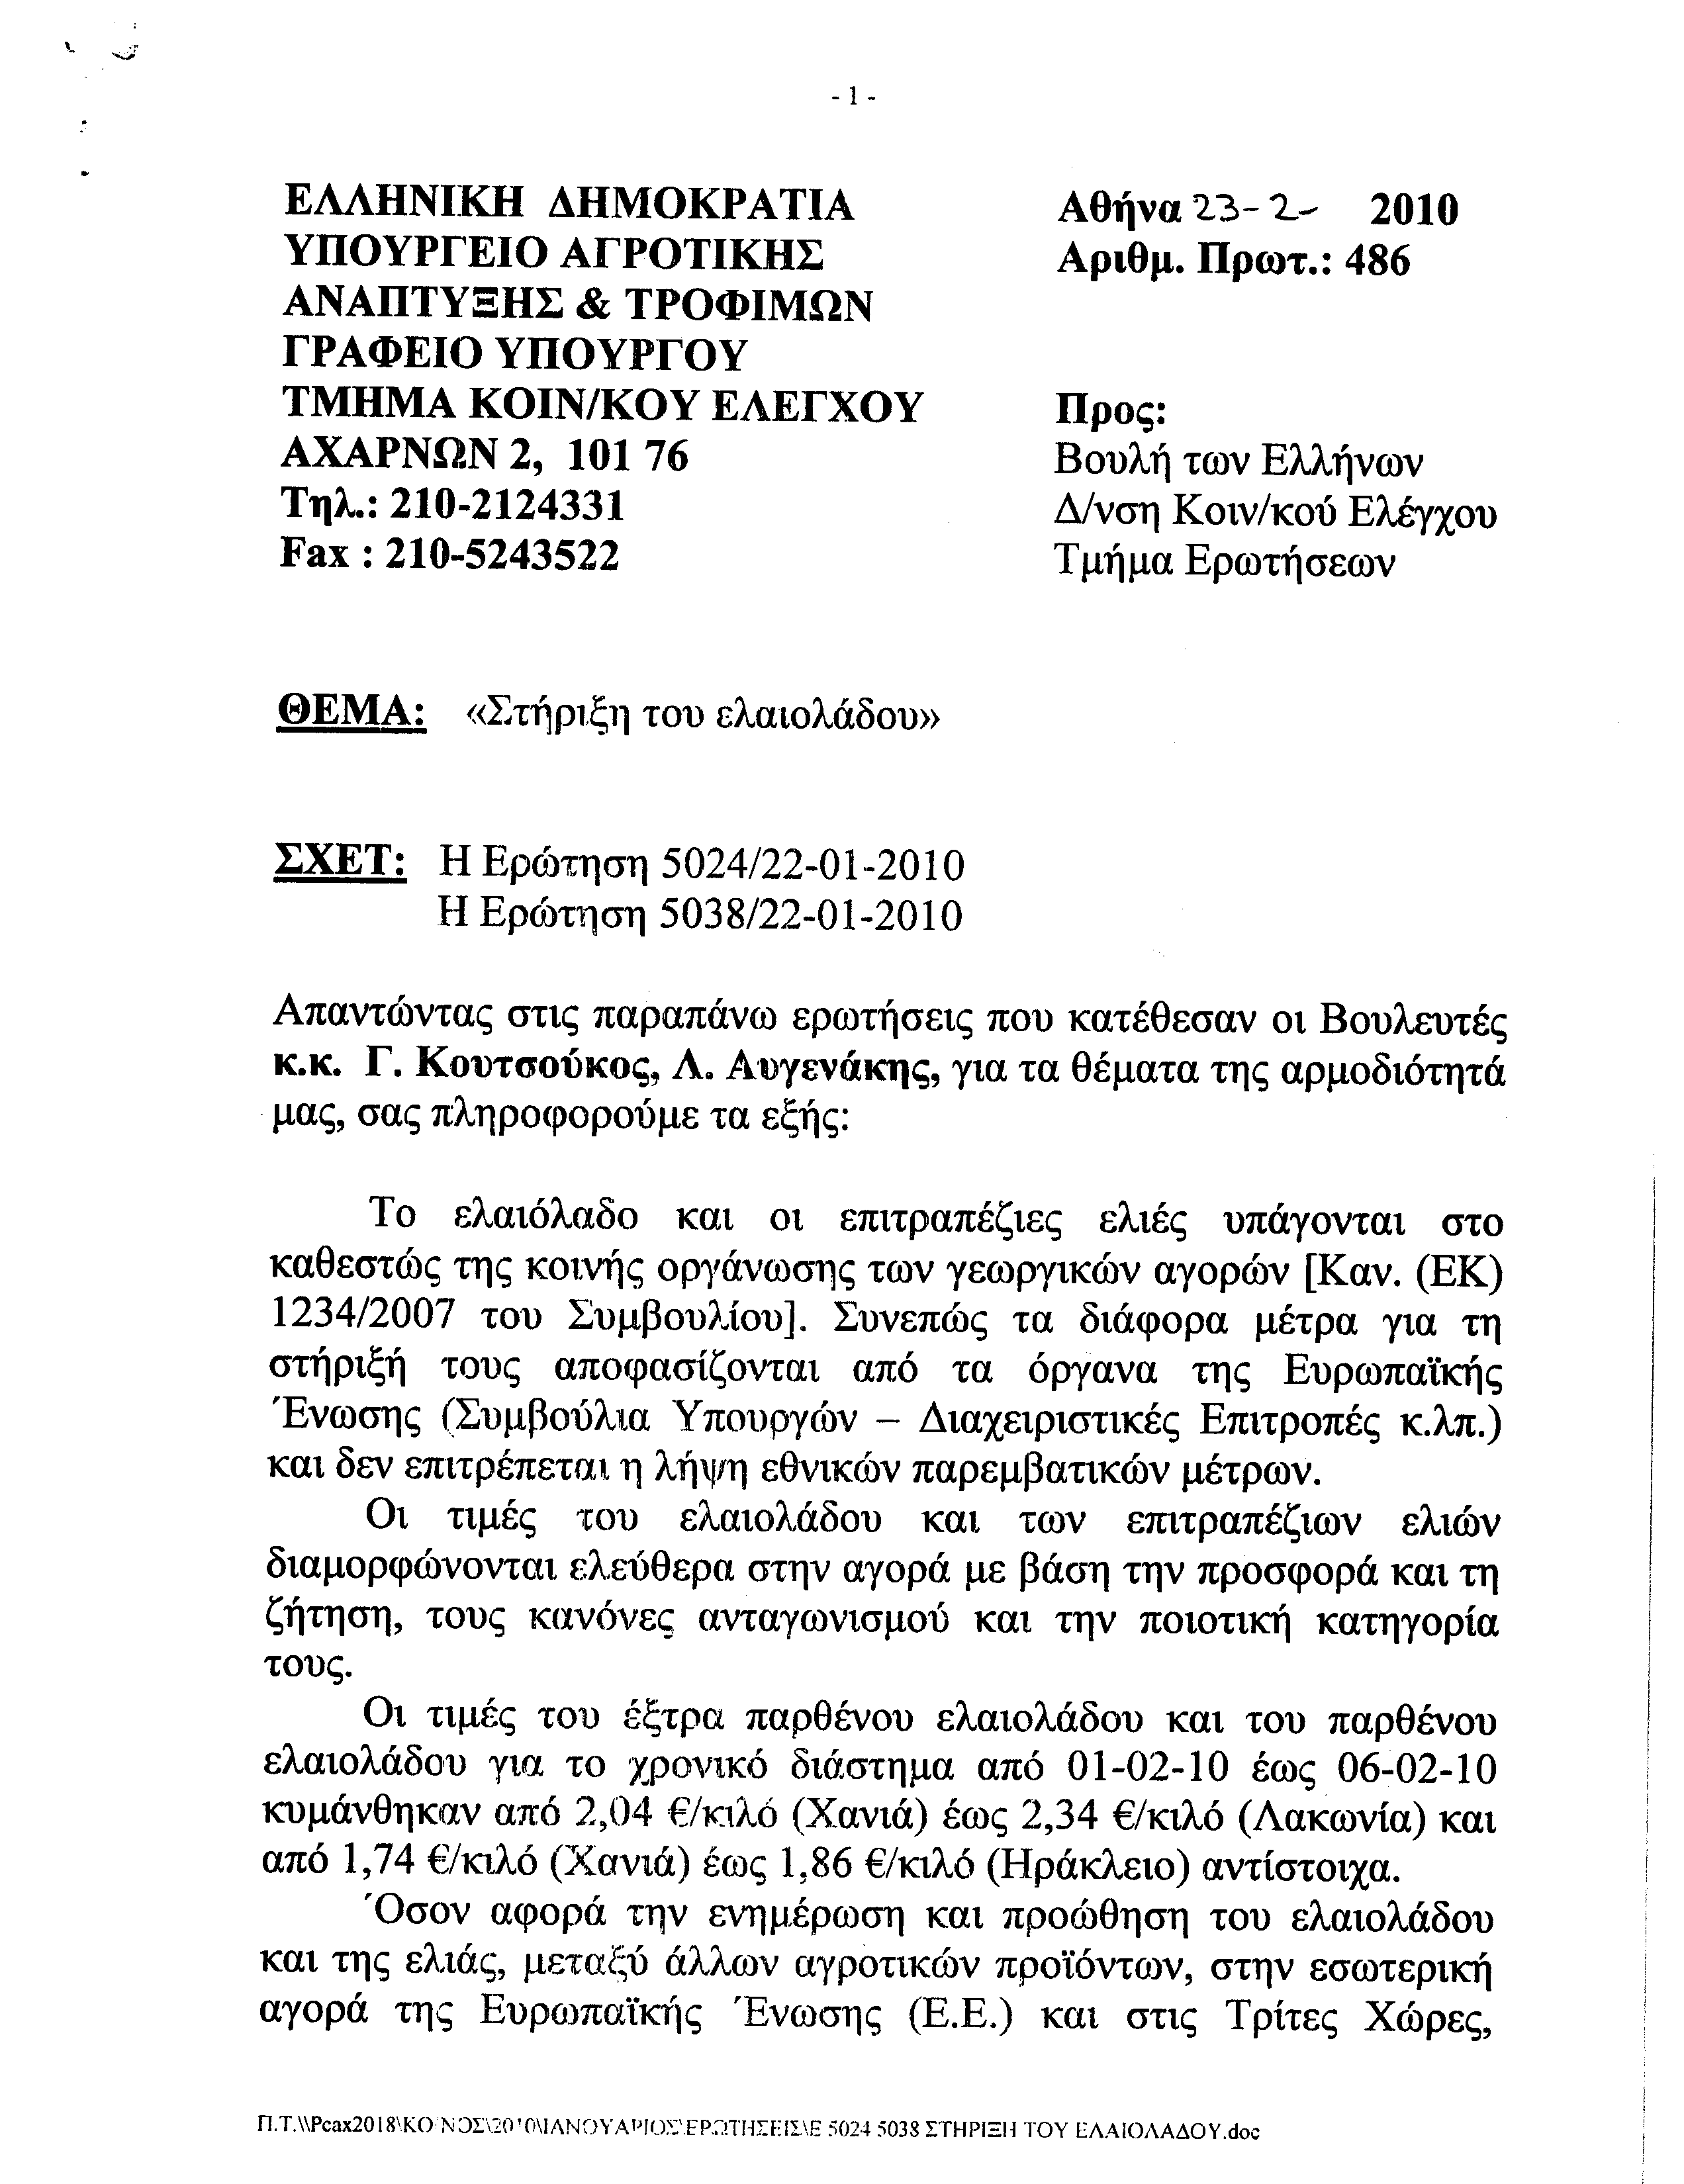 - 1 -
ΕΛΛΗΝΙΚΗ ΔΗΜΟΚΡΑΤΙΑ
ΥΠΟΥΡΓΕΙΟ ΑΓΡΟΤΙΚΗΣ
ΑΝΑΠΤΥΞΗΣ & ΤΡΟΦΙΜΩΝ
ΓΡΑΦΕΙΟ ΥΠΟΥΡΓΟΥ
ΤΜΗΜΑ ΚΟΙΝ/ΚΟΥ ΕΛΕΓΧΟΥ
ΑΧΑΡΝΩΝ 2, 101 76
Τηλ.: 210-2124331
Fax : 210-5243522
Αθήνα 23-2- 2010
Αριθμ. Πρωτ.: 486
Προς:
Βουλή των Ελλήνων
Δ/νση Κοιν/κού Ελέγχου
Τμήμα Ερωτήσεων
ΘΕΜΑ: «Στήριξη του ελαιολάδου»
ΣΧΕΤ: Η Ερώτηση 5024/22-01-2010
Η Ερώτηση 5038/22-01-2010
Απαντώντας στις παραπάνω ερωτήσεις που κατέθεσαν οι Βουλευτές
κ.κ. Γ. Κουτσούκος, Λ. Αυγενάκης, για τα θέματα της αρμοδιότητά
μας, σας πληροφορούμε τα εξής:
Το ελαιόλαδο και οι επιτραπέζιες ελιές υπάγονται στο
καθεστώς της κοινής οργάνωσης των γεωργικών αγορών [Καν. (ΕΚ)
1234/2007 του Συμβουλίου]. Συνεπώς τα διάφορα μέτρα για τη
στήριξή τους αποφασίζονται από τα όργανα της Ευρωπαϊκής
Ένωσης (Συμβούλια Υπουργών – Διαχειριστικές Επιτροπές κ.λπ.)
και δεν επιτρέπεται η λήψη εθνικών παρεμβατικών μέτρων.
Οι τιμές του ελαιολάδου και των επιτραπέζιων ελιών
διαμορφώνονται ελεύθερα στην αγορά με βάση την προσφορά και τη
ζήτηση, τους κανόνες ανταγωνισμού και την ποιοτική κατηγορία
τους.
Οι τιμές του έξτρα παρθένου ελαιολάδου και του παρθένου
ελαιολάδου για το χρονικό διάστημα από 01-02-10 έως 06-02-10
κυμάνθηκαν από 2,04 €/κιλό (Χανιά) έως 2,34 €/κιλό (Λακωνία) και
από 1,74 €/κιλό (Χανιά) έως 1,86 €/κιλό (Ηράκλειο) αντίστοιχα.
Όσον αφορά την ενημέρωση και προώθηση του ελαιολάδου
και της ελιάς, μεταξύ άλλων αγροτικών προϊόντων, στην εσωτερική
αγορά της Ευρωπαϊκής Ένωσης (Ε.Ε.) και στις Τρίτες Χώρες,
Π.Τ.\\Pcax2018\ΚΟΙΝΟΣ\2010\ΙΑΝΟΥΑΡΙΟΣ\ΕΡΩΤΗΣΕΙΣ\Ε 5024 5038 ΣΤΗΡΙΞΗ ΤΟΥ ΕΛΑΙΟΛΑΔΟΥ.doc